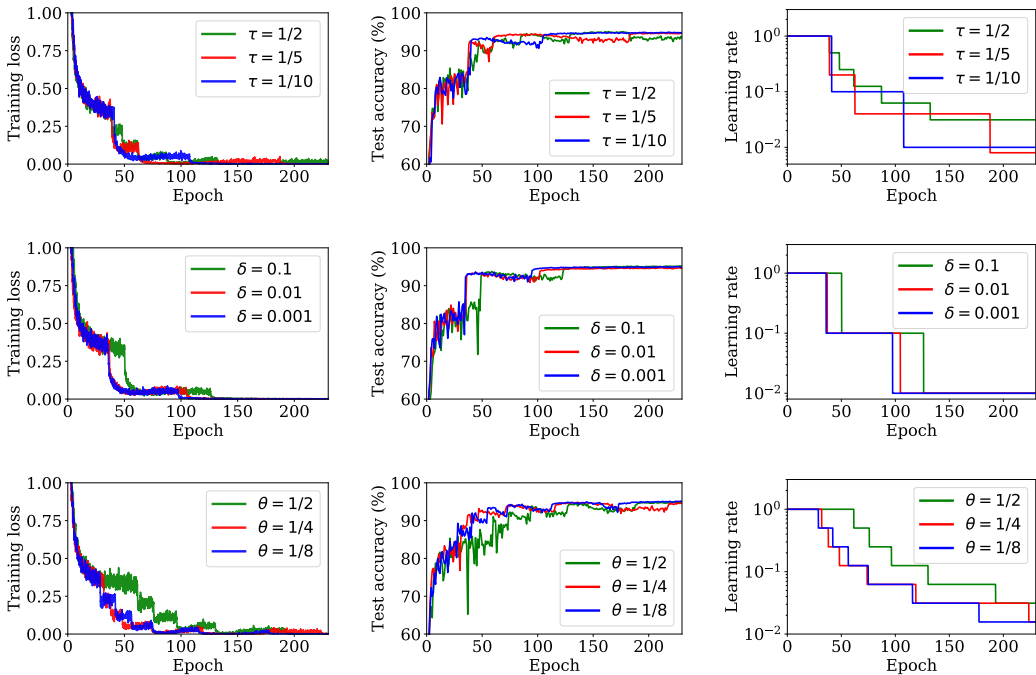 Training loss
1.00
0.75
0.50
0.25
0.00
0 50 100 150 200
Epoch
τ = 1/2
τ = 1/5
τ = 1/10
Test accuracy (%)
100
90
80
70
60
0 50 100 150 200
Epoch
τ = 1/2
τ = 1/5
τ = 1/10
Learning rate
10⁰
10⁻¹
10⁻²
0 50 100 150 200
Epoch
τ = 1/2
τ = 1/5
τ = 1/10
Training loss
1.00
0.75
0.50
0.25
0.00
0 50 100 150 200
Epoch
δ = 0.1
δ = 0.01
δ = 0.001
Test accuracy (%)
100
90
80
70
60
0 50 100 150 200
Epoch
δ = 0.1
δ = 0.01
δ = 0.001
Learning rate
10⁰
10⁻¹
10⁻²
0 50 100 150 200
Epoch
δ = 0.1
δ = 0.01
δ = 0.001
Training loss
1.00
0.75
0.50
0.25
0.00
0 50 100 150 200
Epoch
θ = 1/2
θ = 1/4
θ = 1/8
Test accuracy (%)
100
90
80
70
60
0 50 100 150 200
Epoch
θ = 1/2
θ = 1/4
θ = 1/8
Learning rate
10⁰
10⁻¹
10⁻²
0 50 100 150 200
Epoch
θ = 1/2
θ = 1/4
θ = 1/8